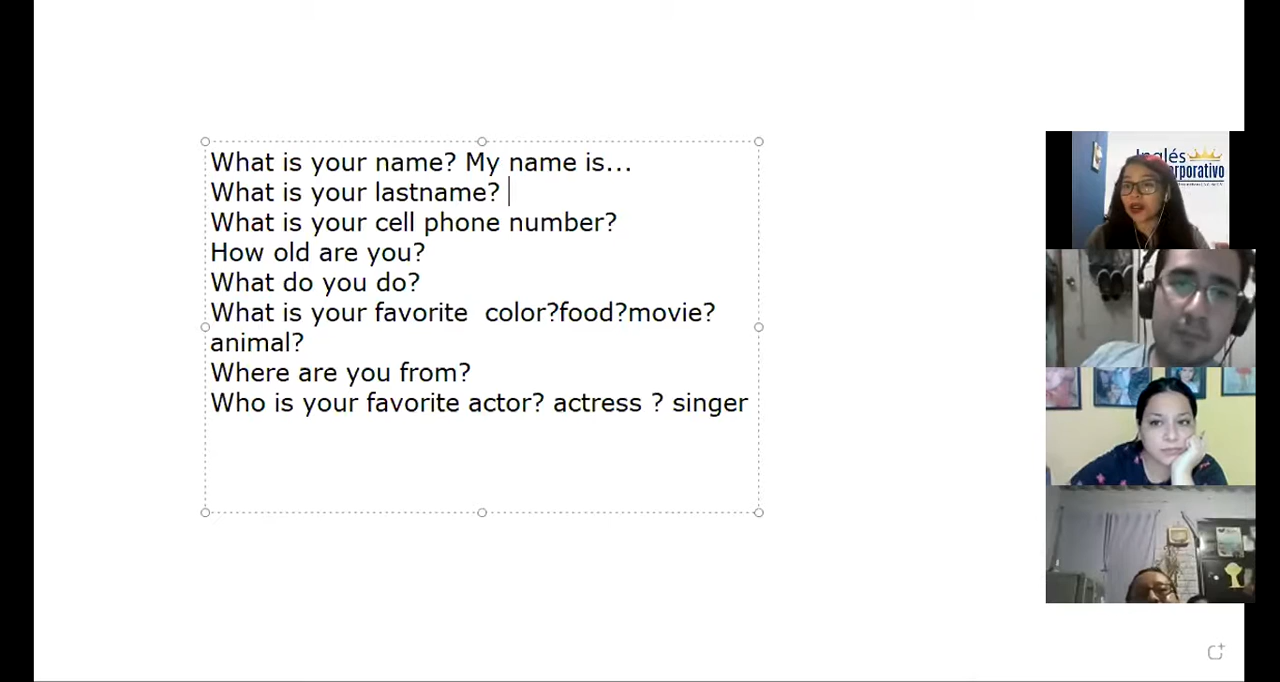 What is your name? My name is...
What is your lastname?
What is your cell phone number?
How old are you?
What do you do?
What is your favorite  color?food?movie?
animal?
Where are you from?
Who is your favorite actor? actress ? singer
Inglés
rporativo